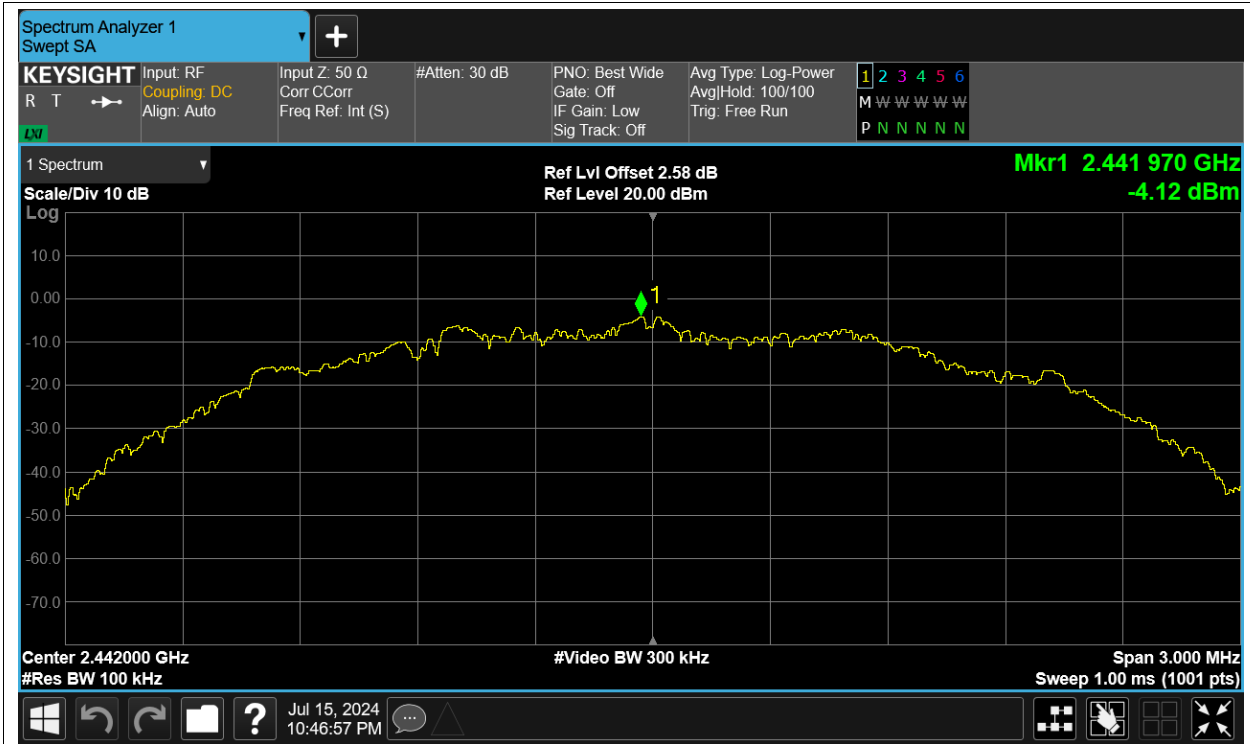 Spectrum Analyzer 1
Swept SA
KEYSIGHT
R T
LXI
Input: RF
Coupling: DC
Align: Auto
Input Z: 50 Ω
Corr CCorr
Freq Ref: Int (S)
#Atten: 30 dB
PNO: Best Wide
Gate: Off
IF Gain: Low
Sig Track: Off
Avg Type: Log-Power
Avg|Hold: 100/100
Trig: Free Run
1 2 3 4 5 6
M W W W W W
P N N N N N
1 Spectrum
Scale/Div 10 dB
Log
Ref Lvl Offset 2.58 dB
Ref Level 20.00 dBm
Mkr1 2.441 970 GHz
-4.12 dBm
10.0
0.00
1
-10.0
-20.0
-30.0
-40.0
-50.0
-60.0
-70.0
Center 2.442000 GHz
#Res BW 100 kHz
#Video BW 300 kHz
Span 3.000 MHz
Sweep 1.00 ms (1001 pts)
?
Jul 15, 2024
10:46:57 PM